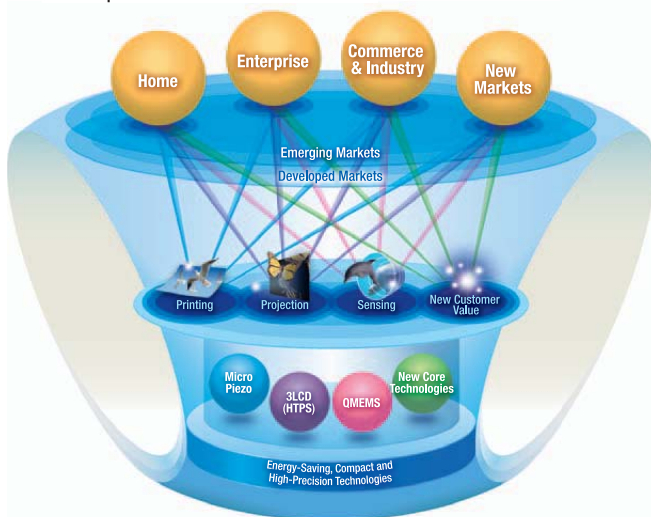 Home
Enterprise
Commerce
& Industry
New
Markets
Emerging Markets
Developed Markets
Printing
Projection
Sensing
New Customer
Value
Micro
Piezo
3LCD
(HTPS)
QMEMS
New Core
Technologies
Energy-Saving, Compact and
High-Precision Technologies